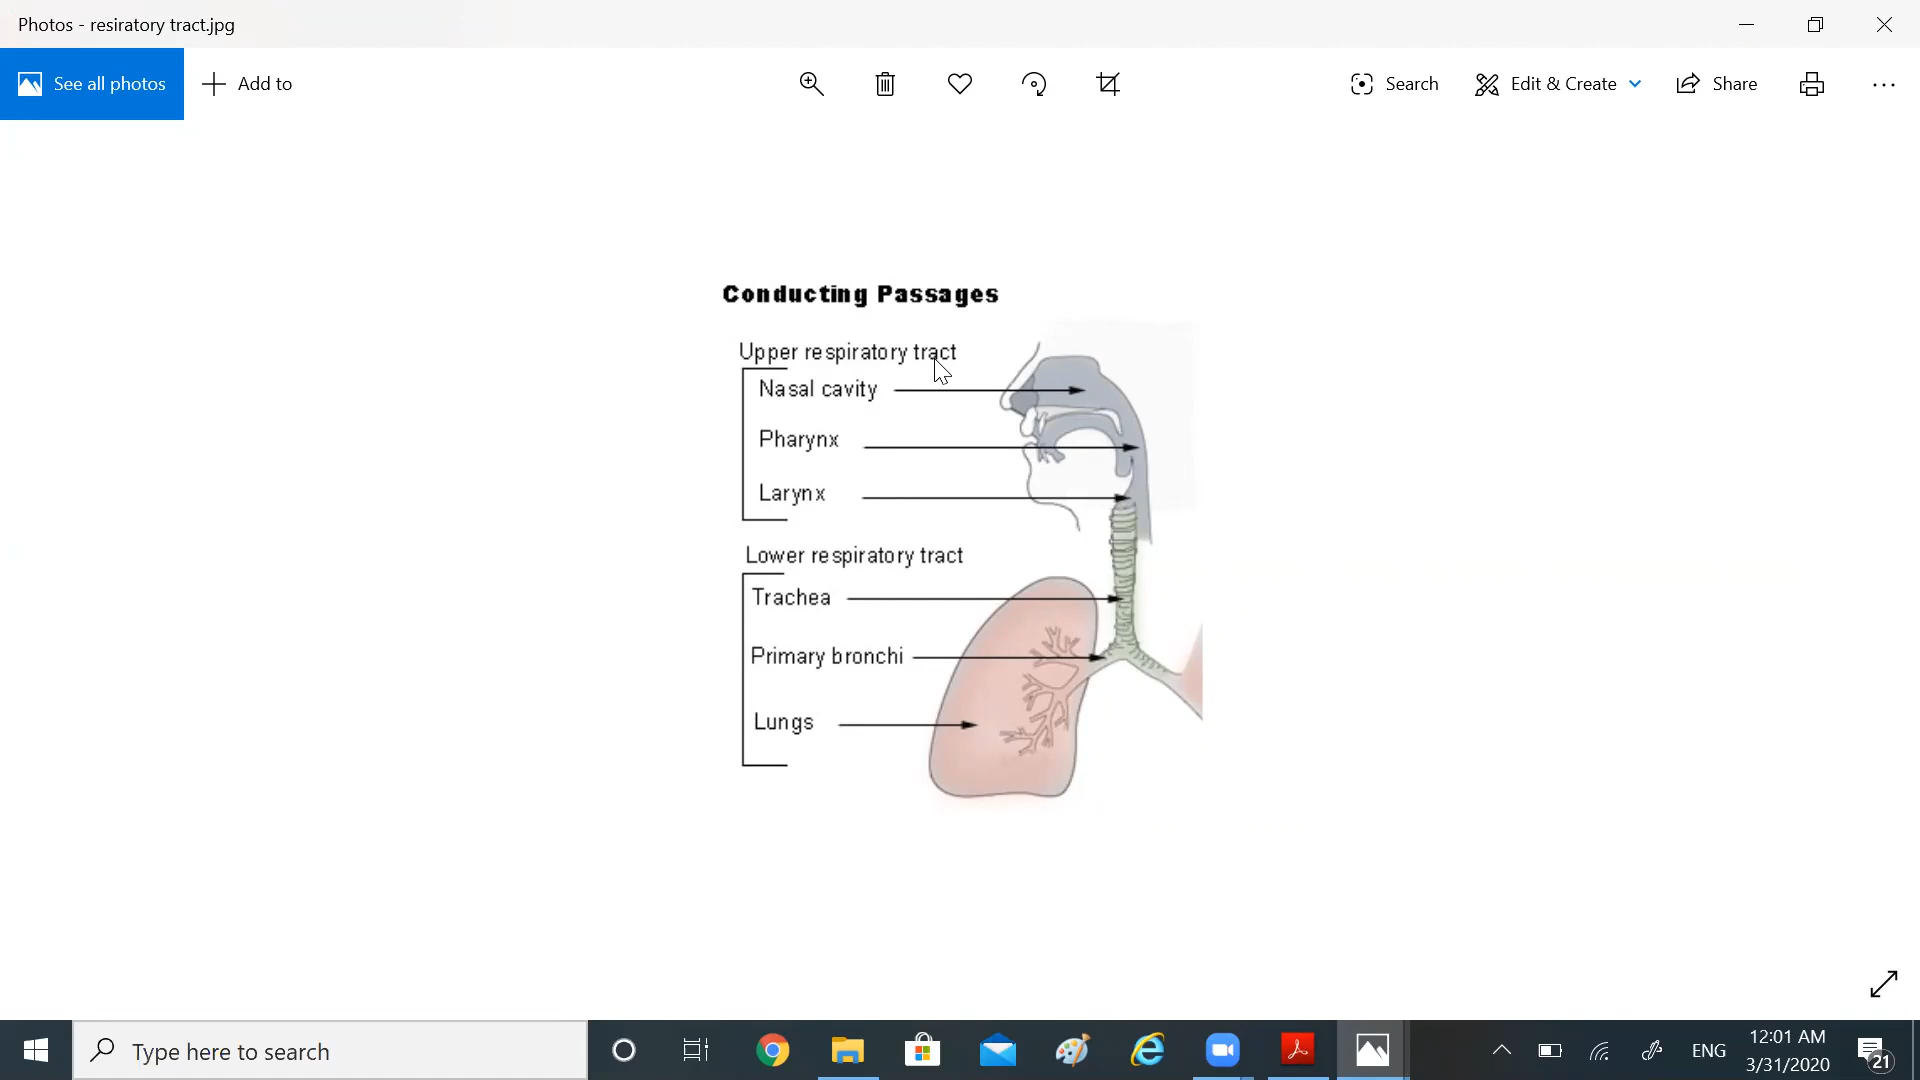 Photos - resiratory tract.jpg
See all photos
Add to
Search
Edit & Create
Share
Conducting Passages
Upper respiratory tract
Nasal cavity
Pharynx
Larynx
Lower respiratory tract
Trachea
Primary bronchi
Lungs
Type here to search
ENG
12:01 AM
3/31/2020
21